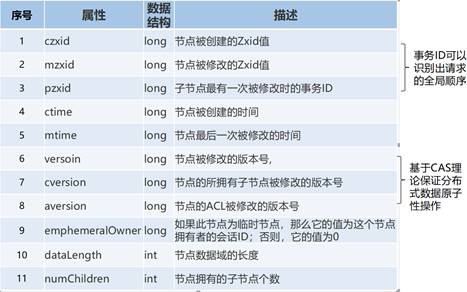 序号 属性 数据结构 描述
1 czxid long 节点被创建的Zxid值
2 mzxid long 节点被修改的Zxid值
3 pzxid long 子节点最有一次被修改时的事务ID
4 ctime long 节点被创建的时间
5 mtime long 节点最后一次被修改的时间
6 versoin long 节点被修改的版本号,
7 cversion long 节点的所拥有子节点被修改的版本号
8 aversion long 节点的ACL被修改的版本号
9 emphemeralOwner long 如果此节点为临时节点，那么它的值为这个节点
拥有者的会话ID；否则，它的值为0
10 dataLength int 节点数据域的长度
11 numChildren int 节点拥有的子节点个数
事务ID可以
识别出请求
的全局顺序
基于CAS理
论保证分布
式数据原子
性操作